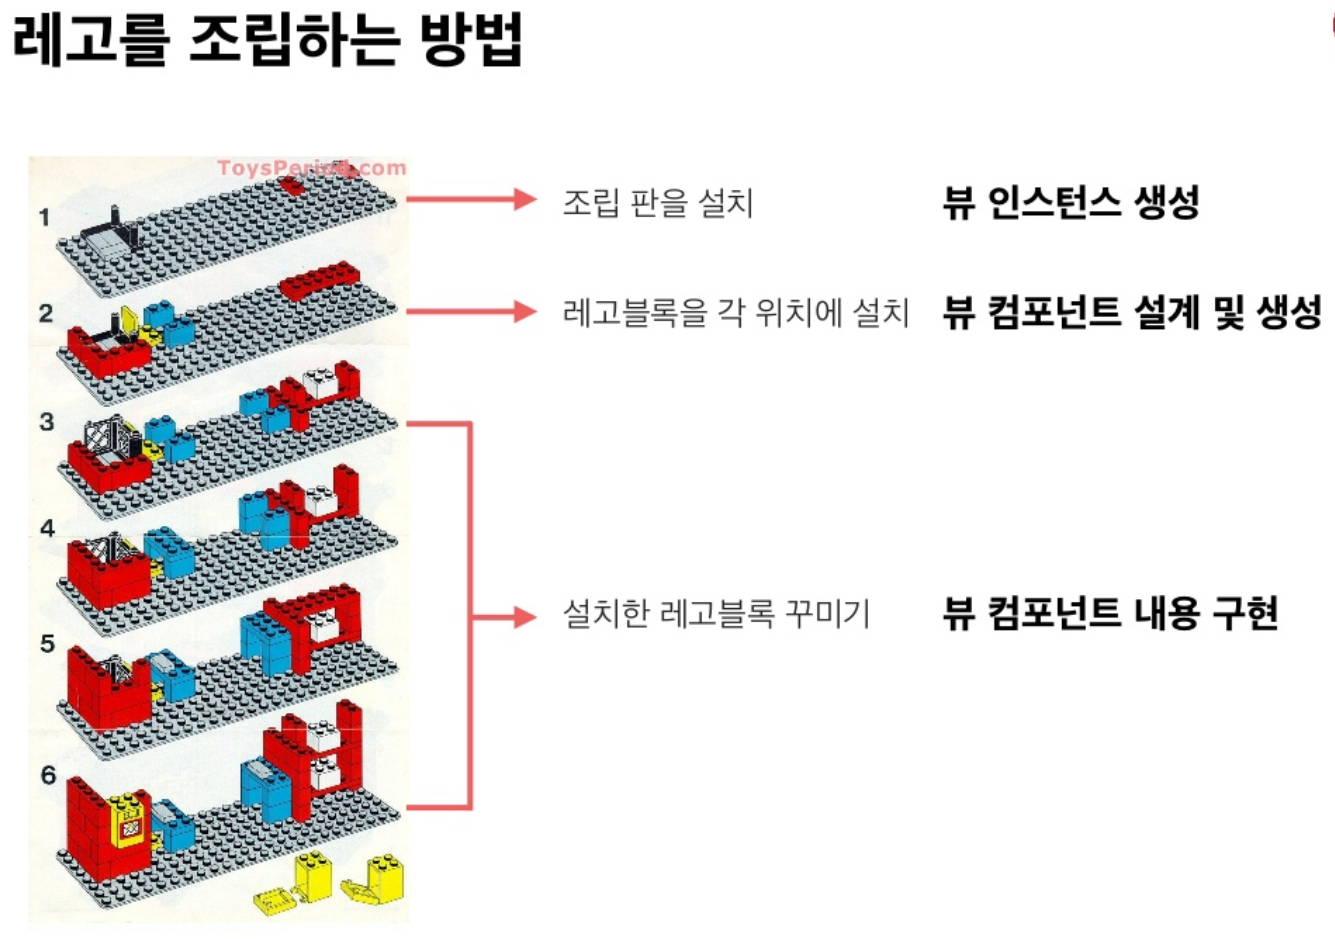 레고를 조립하는 방법
ToysPeriod.com
1
조립 판을 설치
뷰 인스턴스 생성
2
레고블록을 각 위치에 설치
뷰 컴포넌트 설계 및 생성
3
4
5
설치한 레고블록 꾸미기
뷰 컴포넌트 내용 구현
6